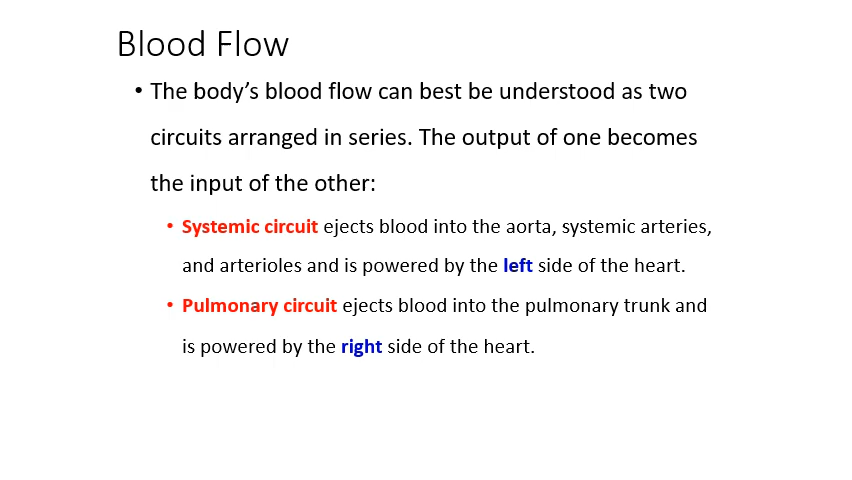 Blood Flow
• The body’s blood flow can best be understood as two
circuits arranged in series. The output of one becomes
the input of the other:
• Systemic circuit ejects blood into the aorta, systemic arteries,
and arterioles and is powered by the left side of the heart.
• Pulmonary circuit ejects blood into the pulmonary trunk and
is powered by the right side of the heart.